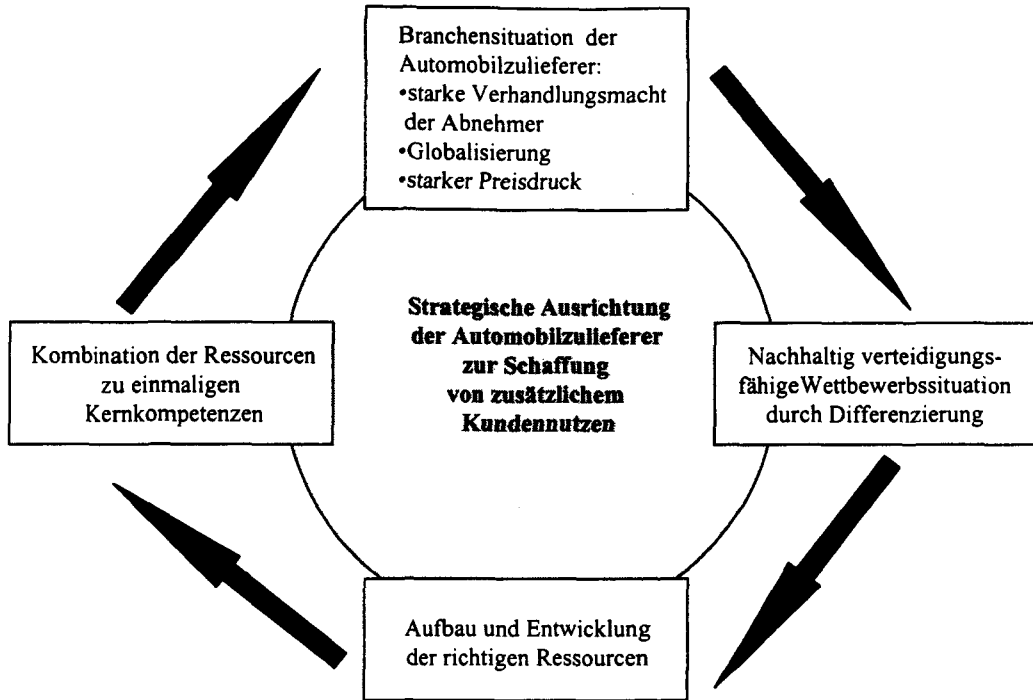 Branchensituation der
Automobilzulieferer:
•starke Verhandlungsmacht
der Abnehmer
•Globalisierung
•starker Preisdruck
Strategische Ausrichtung
der Automobilzulieferer
zur Schaffung
von zusätzlichem
Kundennutzen
Kombination der Ressourcen
zu einmaligen
Kernkompetenzen
Nachhaltig verteidigungs-
fähige Wettbewerbssituation
durch Differenzierung
Aufbau und Entwicklung
der richtigen Ressourcen